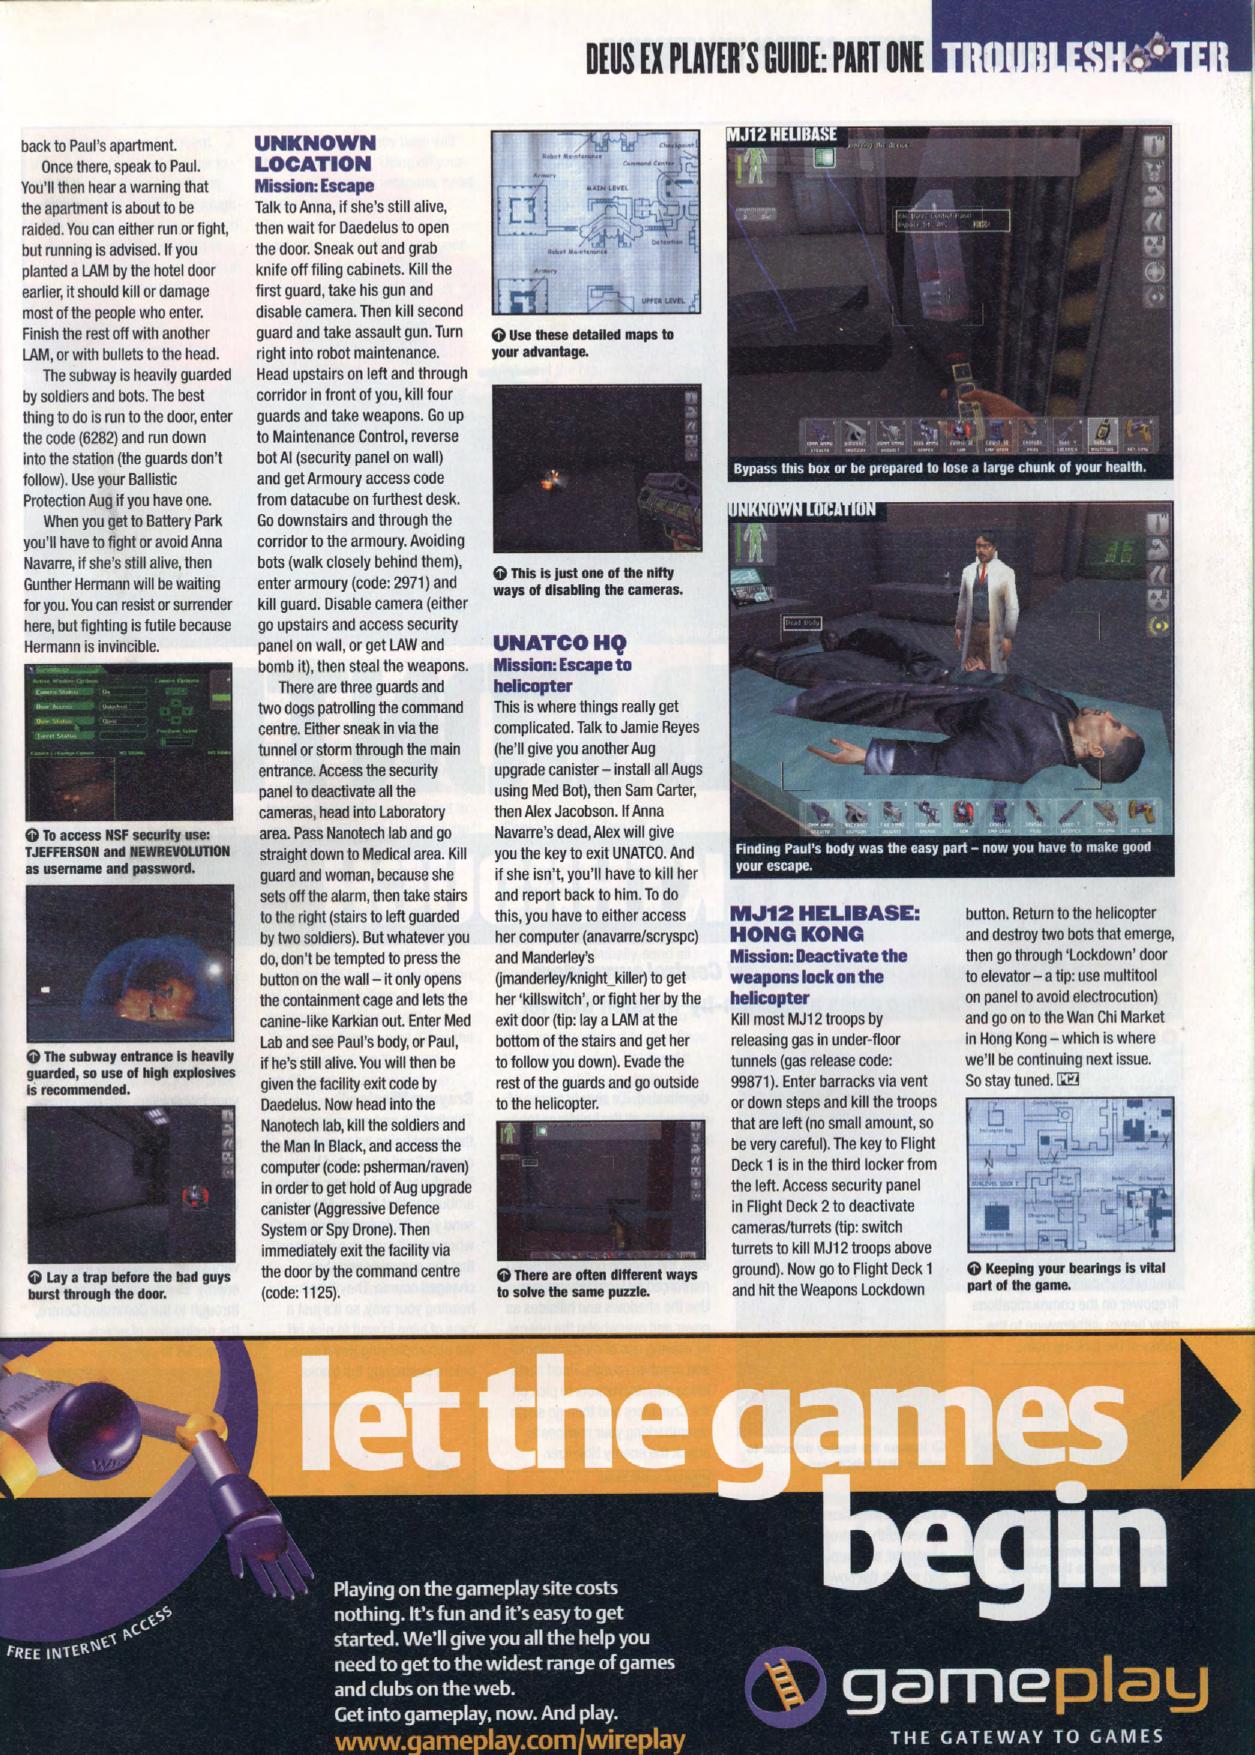 DEUS EX PLAYER'S GUIDE: PART ONE TROUBLESHOOTER
back to Paul's apartment.
Once there, speak to Paul.
You'll then hear a warning that
the apartment is about to be
raided. You can either run or fight,
but running is advised. If you
planted a LAM by the hotel door
earlier, it should kill or damage
most of the people who enter.
Finish the rest off with another
LAM, or with bullets to the head.
The subway is heavily guarded
by soldiers and bots. The best
thing to do is run to the door, enter
the code (6282) and run down
into the station (the guards don't
follow). Use your Ballistic
Protection Aug if you have one.
When you get to Battery Park
you'll have to fight or avoid Anna
Navarre, if she's still alive, then
Gunther Hermann will be waiting
for you. You can resist or surrender
here, but fighting is futile because
Hermann is invincible.
Camera Status
Door Access
Door Status
Turret Status
To access NSF security use:
TJEFFERSON and NEWREVOLUTION
as username and password.
The subway entrance is heavily
guarded, so use of high explosives
is recommended.
Lay a trap before the bad guys
burst through the door.
UNKNOWN
LOCATION
Mission: Escape
Talk to Anna, if she's still alive,
then wait for Daedelus to open
the door. Sneak out and grab
knife off filing cabinets. Kill the
first guard, take his gun and
disable camera. Then kill second
guard and take assault gun. Turn
right into robot maintenance.
Head upstairs on left and through
corridor in front of you, kill four
guards and take weapons. Go up
to Maintenance Control, reverse
bot AI (security panel on wall)
and get Armoury access code
from datacube on furthest desk.
Go downstairs and through the
corridor to the armoury. Avoiding
bots (walk closely behind them),
enter armoury (code: 2971) and
kill guard. Disable camera (either
go upstairs and access security
panel on wall, or get LAW and
bomb it), then steal the weapons.
There are three guards and
two dogs patrolling the command
centre. Either sneak in via the
tunnel or storm through the main
entrance. Access the security
panel to deactivate all the
cameras, head into Laboratory
area. Pass Nanotech lab and go
straight down to Medical area. Kill
guard and woman, because she
sets off the alarm, then take stairs
to the right (stairs to left guarded
by two soldiers). But whatever you
do, don't be tempted to press the
button on the wall – it only opens
the containment cage and lets the
canine-like Karkian out. Enter Med
Lab and see Paul's body, or Paul,
if he's still alive. You will then be
given the facility exit code by
Daedelus. Now head into the
Nanotech lab, kill the soldiers and
the Man In Black, and access the
computer (code: psherman/raven)
in order to get hold of Aug upgrade
canister (Aggressive Defence
System or Spy Drone). Then
immediately exit the facility via
the door by the command centre
(code: 1125).
Checkpoint
Robot Maintenance
Command Center
Armory
MAIN LEVEL
Detention
Robot Maintenance
Armory
UPPER LEVEL
Use these detailed maps to
your advantage.
This is just one of the nifty
ways of disabling the cameras.
UNATCO HQ
Mission: Escape to
helicopter
This is where things really get
complicated. Talk to Jamie Reyes
(he'll give you another Aug
upgrade canister – install all Augs
using Med Bot), then Sam Carter,
then Alex Jacobson. If Anna
Navarre's dead, Alex will give
you the key to exit UNATCO. And
if she isn't, you'll have to kill her
and report back to him. To do
this, you have to either access
her computer (anavarre/scryspc)
and Manderley's
(jmanderley/knight_killer) to get
her 'killswitch', or fight her by the
exit door (tip: lay a LAM at the
bottom of the stairs and get her
to follow you down). Evade the
rest of the guards and go outside
to the helicopter.
There are often different ways
to solve the same puzzle.
MJ12 HELIBASE
Bypass this box or be prepared to lose a large chunk of your health.
UNKNOWN LOCATION
Dead Body
Finding Paul's body was the easy part – now you have to make good
your escape.
MJ12 HELIBASE:
HONG KONG
Mission: Deactivate the
weapons lock on the
helicopter
Kill most MJ12 troops by
releasing gas in under-floor
tunnels (gas release code:
99871). Enter barracks via vent
or down steps and kill the troops
that are left (no small amount, so
be very careful). The key to Flight
Deck 1 is in the third locker from
the left. Access security panel
in Flight Deck 2 to deactivate
cameras/turrets (tip: switch
turrets to kill MJ12 troops above
ground). Now go to Flight Deck 1
and hit the Weapons Lockdown
button. Return to the helicopter
and destroy two bots that emerge,
then go through 'Lockdown' door
to elevator – a tip: use multitool
on panel to avoid electrocution)
and go on to the Wan Chi Market
in Hong Kong – which is where
we'll be continuing next issue.
So stay tuned. PCZ
Keeping your bearings is vital
part of the game.
let the games
begin
FREE INTERNET ACCESS
Playing on the gameplay site costs
nothing. It's fun and it's easy to get
started. We'll give you all the help you
need to get to the widest range of games
and clubs on the web.
Get into gameplay, now. And play.
www.gameplay.com/wireplay
gameplay
THE GATEWAY TO GAMES